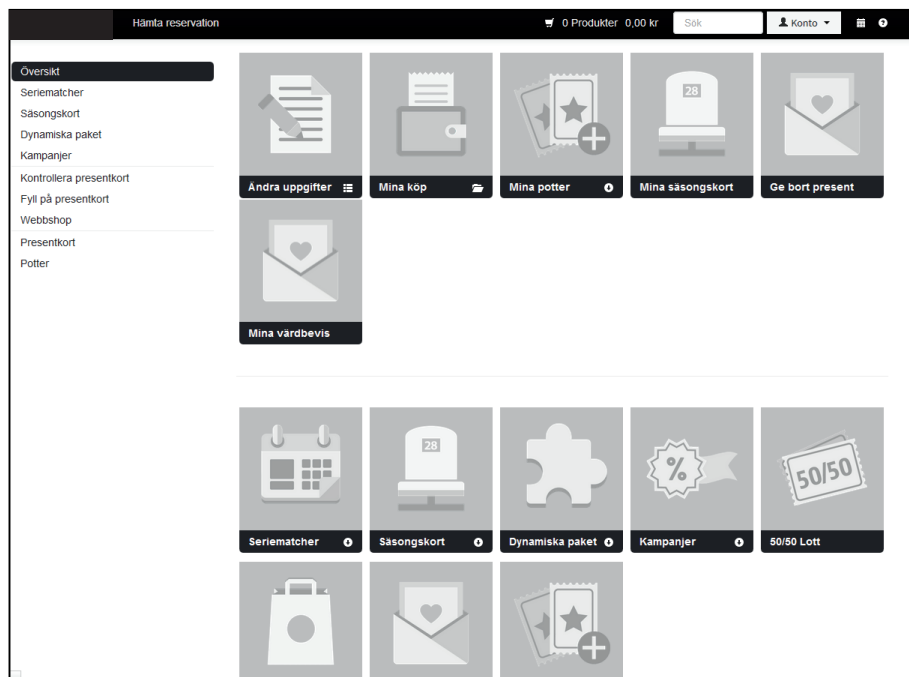 Hämta reservation
0 Produkter 0,00 kr
Sök
Konto
Översikt
Seriematcher
Säsongskort
Dynamiska paket
Kampanjer
Kontrollera presentkort
Fyll på presentkort
Webbshop
Presentkort
Potter
28
Ändra uppgifter
Mina köp
Mina potter
Mina säsongskort
Ge bort present
Mina värdbevis
28
%
50/50
Seriematcher
Säsongskort
Dynamiska paket
Kampanjer
50/50 Lott